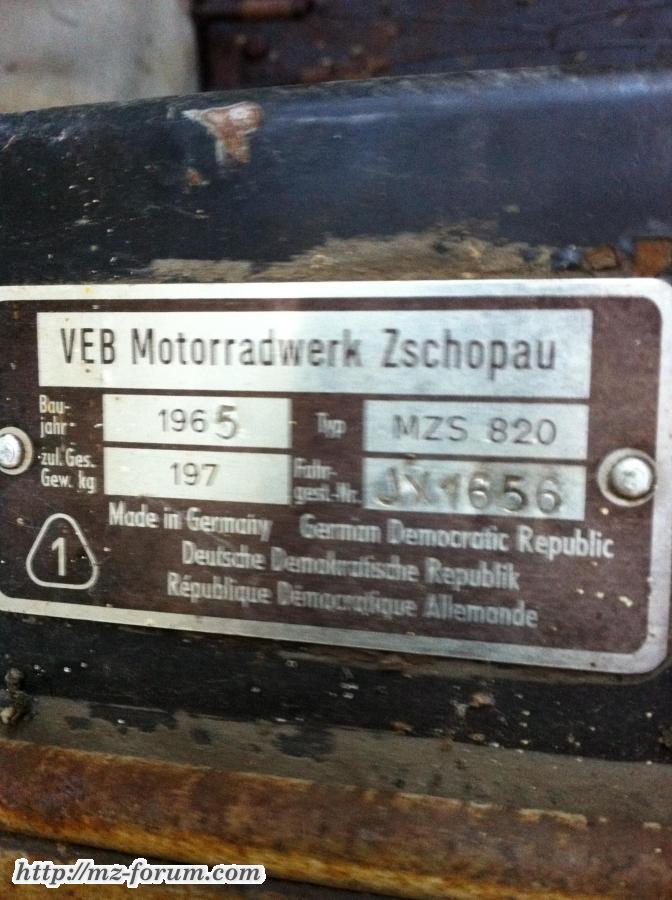 VEB Motorradwerk Zschopau
Bau-
jahr 1965 Typ MZS 820
zul. Ges.
Gew. kg 197 Fahr-
gest.-Nr. JX1656
Made in Germany German Democratic Republic
1 Deutsche Demokratische Republik
République Démocratique Allemande
http://mz-forum.com